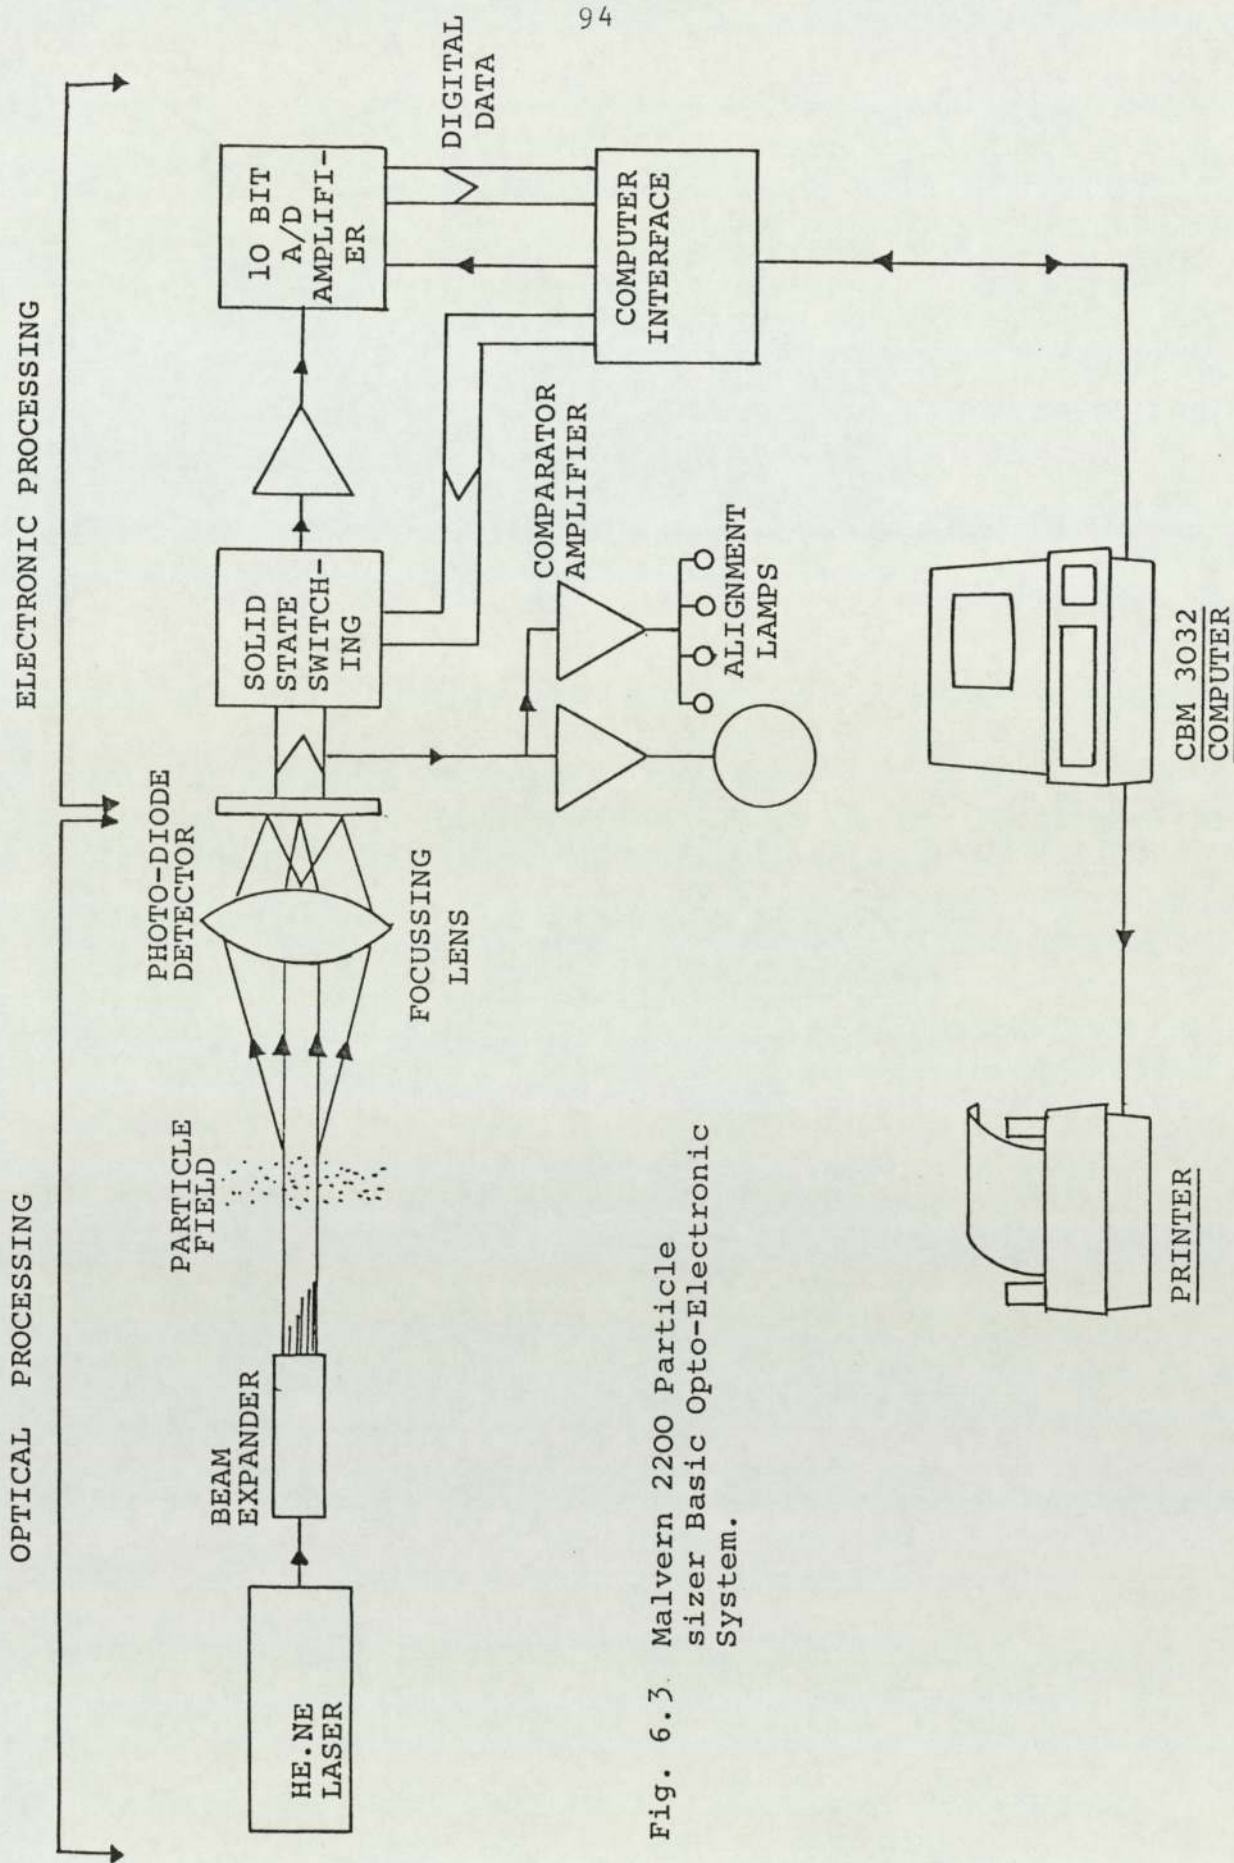 94
OPTICAL PROCESSING
ELECTRONIC PROCESSING
HE.NE
LASER
BEAM
EXPANDER
PARTICLE
FIELD
PHOTO-DIODE
DETECTOR
FOCUSSING
LENS
SOLID
STATE
SWITCH-
ING
10 BIT
A/D
AMPLIFI-
ER
DIGITAL
DATA
COMPARATOR
AMPLIFIER
ALIGNMENT
LAMPS
COMPUTER
INTERFACE
CBM 3032
COMPUTER
PRINTER
Fig. 6.3. Malvern 2200 Particle
sizer Basic Opto-Electronic
System.